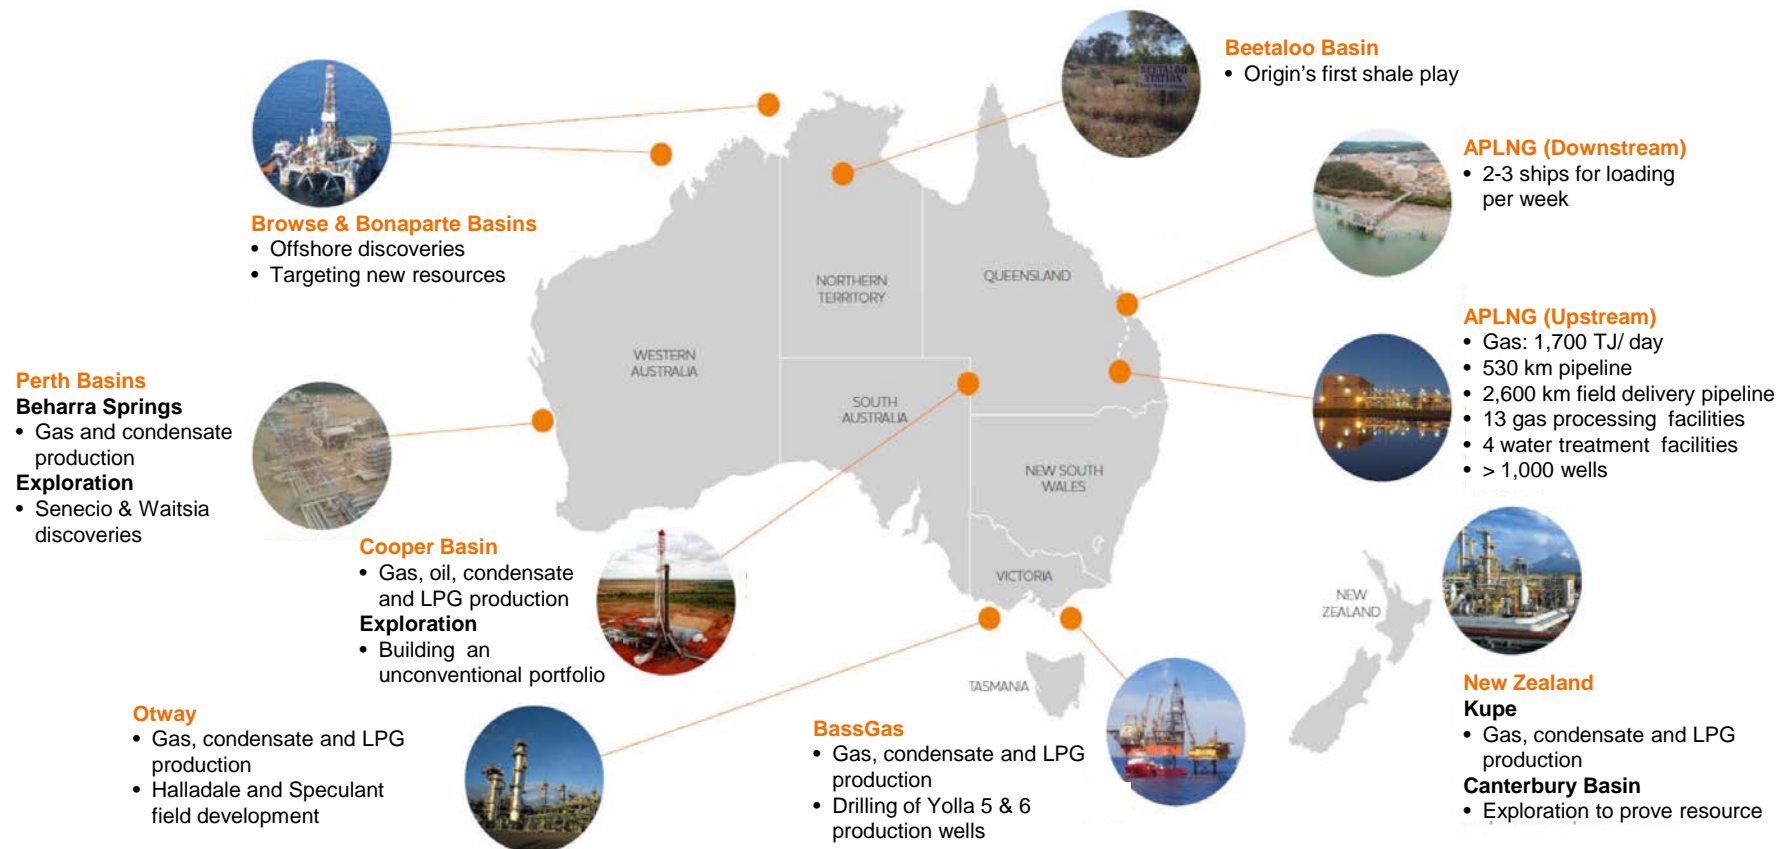 Beetaloo Basin
• Origin's first shale play
BEETALOO
STATION
APLNG (Downstream)
• 2-3 ships for loading
per week
Browse & Bonaparte Basins
• Offshore discoveries
• Targeting new resources
NORTHERN
TERRITORY
QUEENSLAND
WESTERN
AUSTRALIA
SOUTH
AUSTRALIA
NEW SOUTH
WALES
VICTORIA
TASMANIA
NEW
ZEALAND
APLNG (Upstream)
• Gas: 1,700 TJ/ day
• 530 km pipeline
• 2,600 km field delivery pipeline
• 13 gas processing facilities
• 4 water treatment facilities
• > 1,000 wells
Perth Basins
Beharra Springs
• Gas and condensate
production
Exploration
• Senecio & Waitsia
discoveries
Cooper Basin
• Gas, oil, condensate
and LPG production
Exploration
• Building an
unconventional portfolio
Otway
• Gas, condensate and LPG
production
• Halladale and Speculant
field development
BassGas
• Gas, condensate and LPG
production
• Drilling of Yolla 5 & 6
production wells
New Zealand
Kupe
• Gas, condensate and LPG
production
Canterbury Basin
• Exploration to prove resource